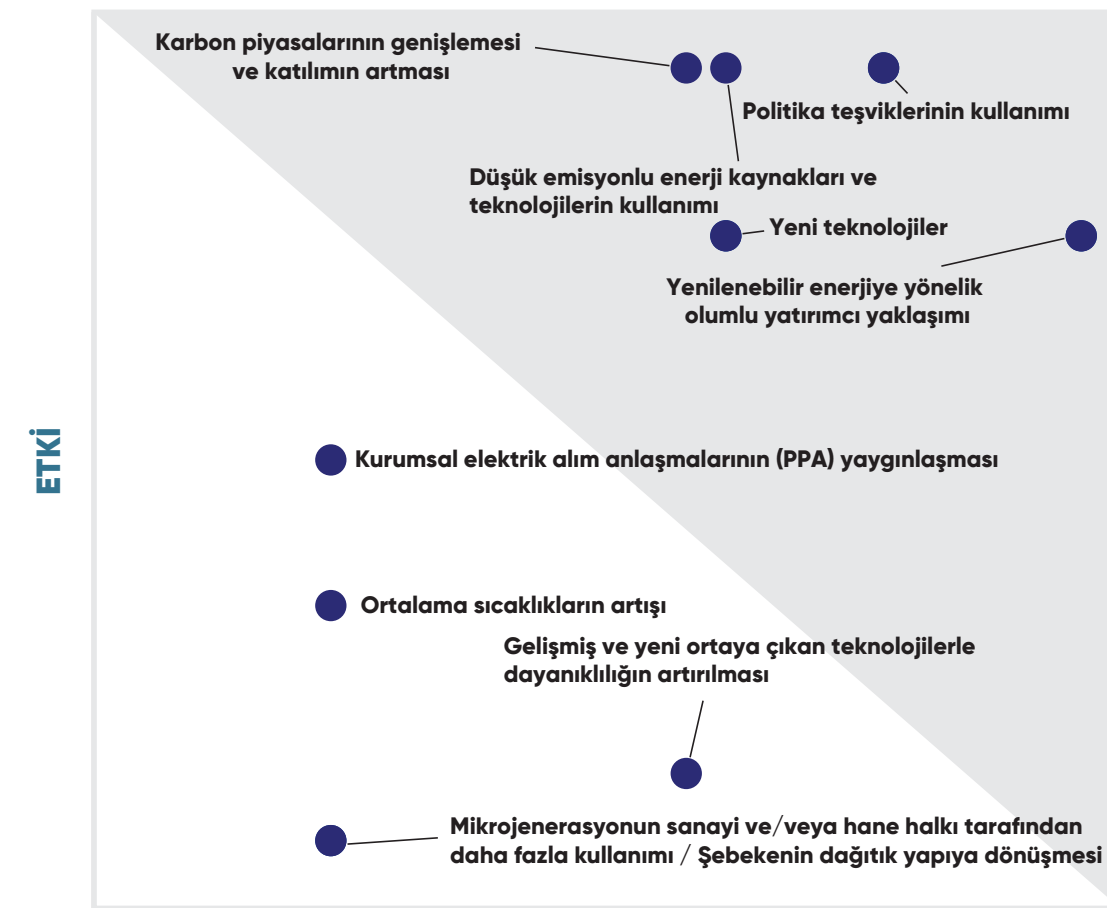 Karbon piyasalarının genişlemesi
ve katılımın artması
Politika teşviklerinin kullanımı
Düşük emisyonlu enerji kaynakları ve
teknolojilerin kullanımı
Yeni teknolojiler
Yenilenebilir enerjiye yönelik
olumlu yatırımcı yaklaşımı
ETKİ
Kurumsal elektrik alım anlaşmalarının (PPA) yaygınlaşması
Ortalama sıcaklıkların artışı
Gelişmiş ve yeni ortaya çıkan teknolojilerle
dayanıklılığın artırılması
Mikrojenerasyonun sanayi ve/veya hane halkı tarafından
daha fazla kullanımı / Şebekenin dağıtık yapıya dönüşmesi